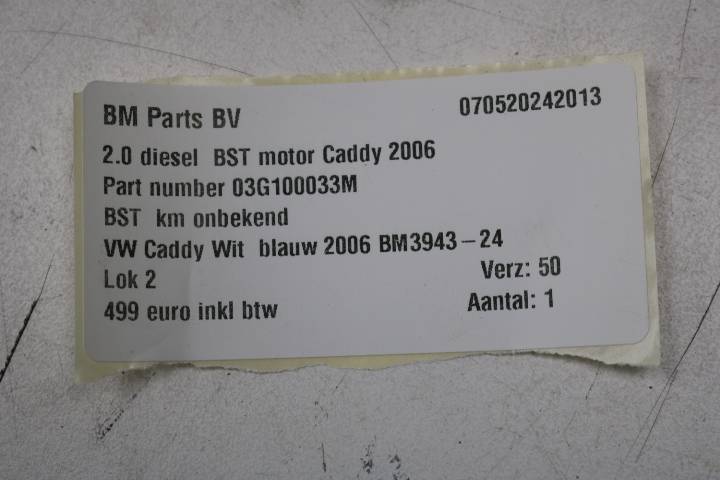 BM Parts BV 070520242013
2.0 diesel BST motor Caddy 2006
Part number 03G100033M
BST km onbekend
VW Caddy Wit blauw 2006 BM3943-24
Lok 2 Verz: 50
499 euro inkl btw Aantal: 1